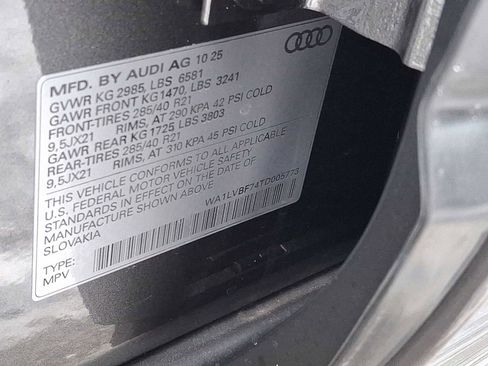 MFD. BY AUDI AG 10 25
GVWR KG 2985, LBS 6581
GAWR FRONT KG1470, LBS 3241
FRONT-TIRES 285/40 R21
9,5JX21 RIMS, AT 290 KPA 42 PSI COLD
GAWR REAR KG 1725 LBS 3803
REAR-TIRES 285/40 R21
9,5JX21 RIMS, AT 310 KPA 45 PSI COLD
THIS VEHICLE CONFORMS TO ALL APPLICABLE
U.S. FEDERAL MOTOR VEHICLE SAFETY
STANDARDS IN EFFECT ON THE DATE OF
MANUFACTURE SHOWN ABOVE
SLOVAKIA
WA1LVBF74TD005773
TYPE:
MPV